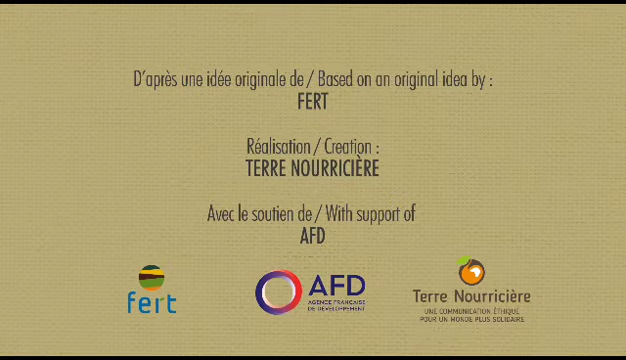 D'après une idée originale de / Based on an original idea by :
FERT
Réalisation / Creation :
TERRE NOURRICIÈRE
Avec le soutien de / With support of
AFD
fert
AFD
AGENCE FRANÇAISE
DE DÉVELOPPEMENT
Terre Nourricière
UNE COMMUNICATION ÉTHIQUE
POUR UN MONDE PLUS SOLIDAIRE